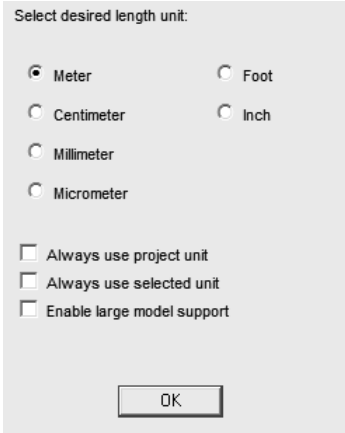 Select desired length unit:
Meter Foot
Centimeter Inch
Millimeter
Micrometer
Always use project unit
Always use selected unit
Enable large model support
OK